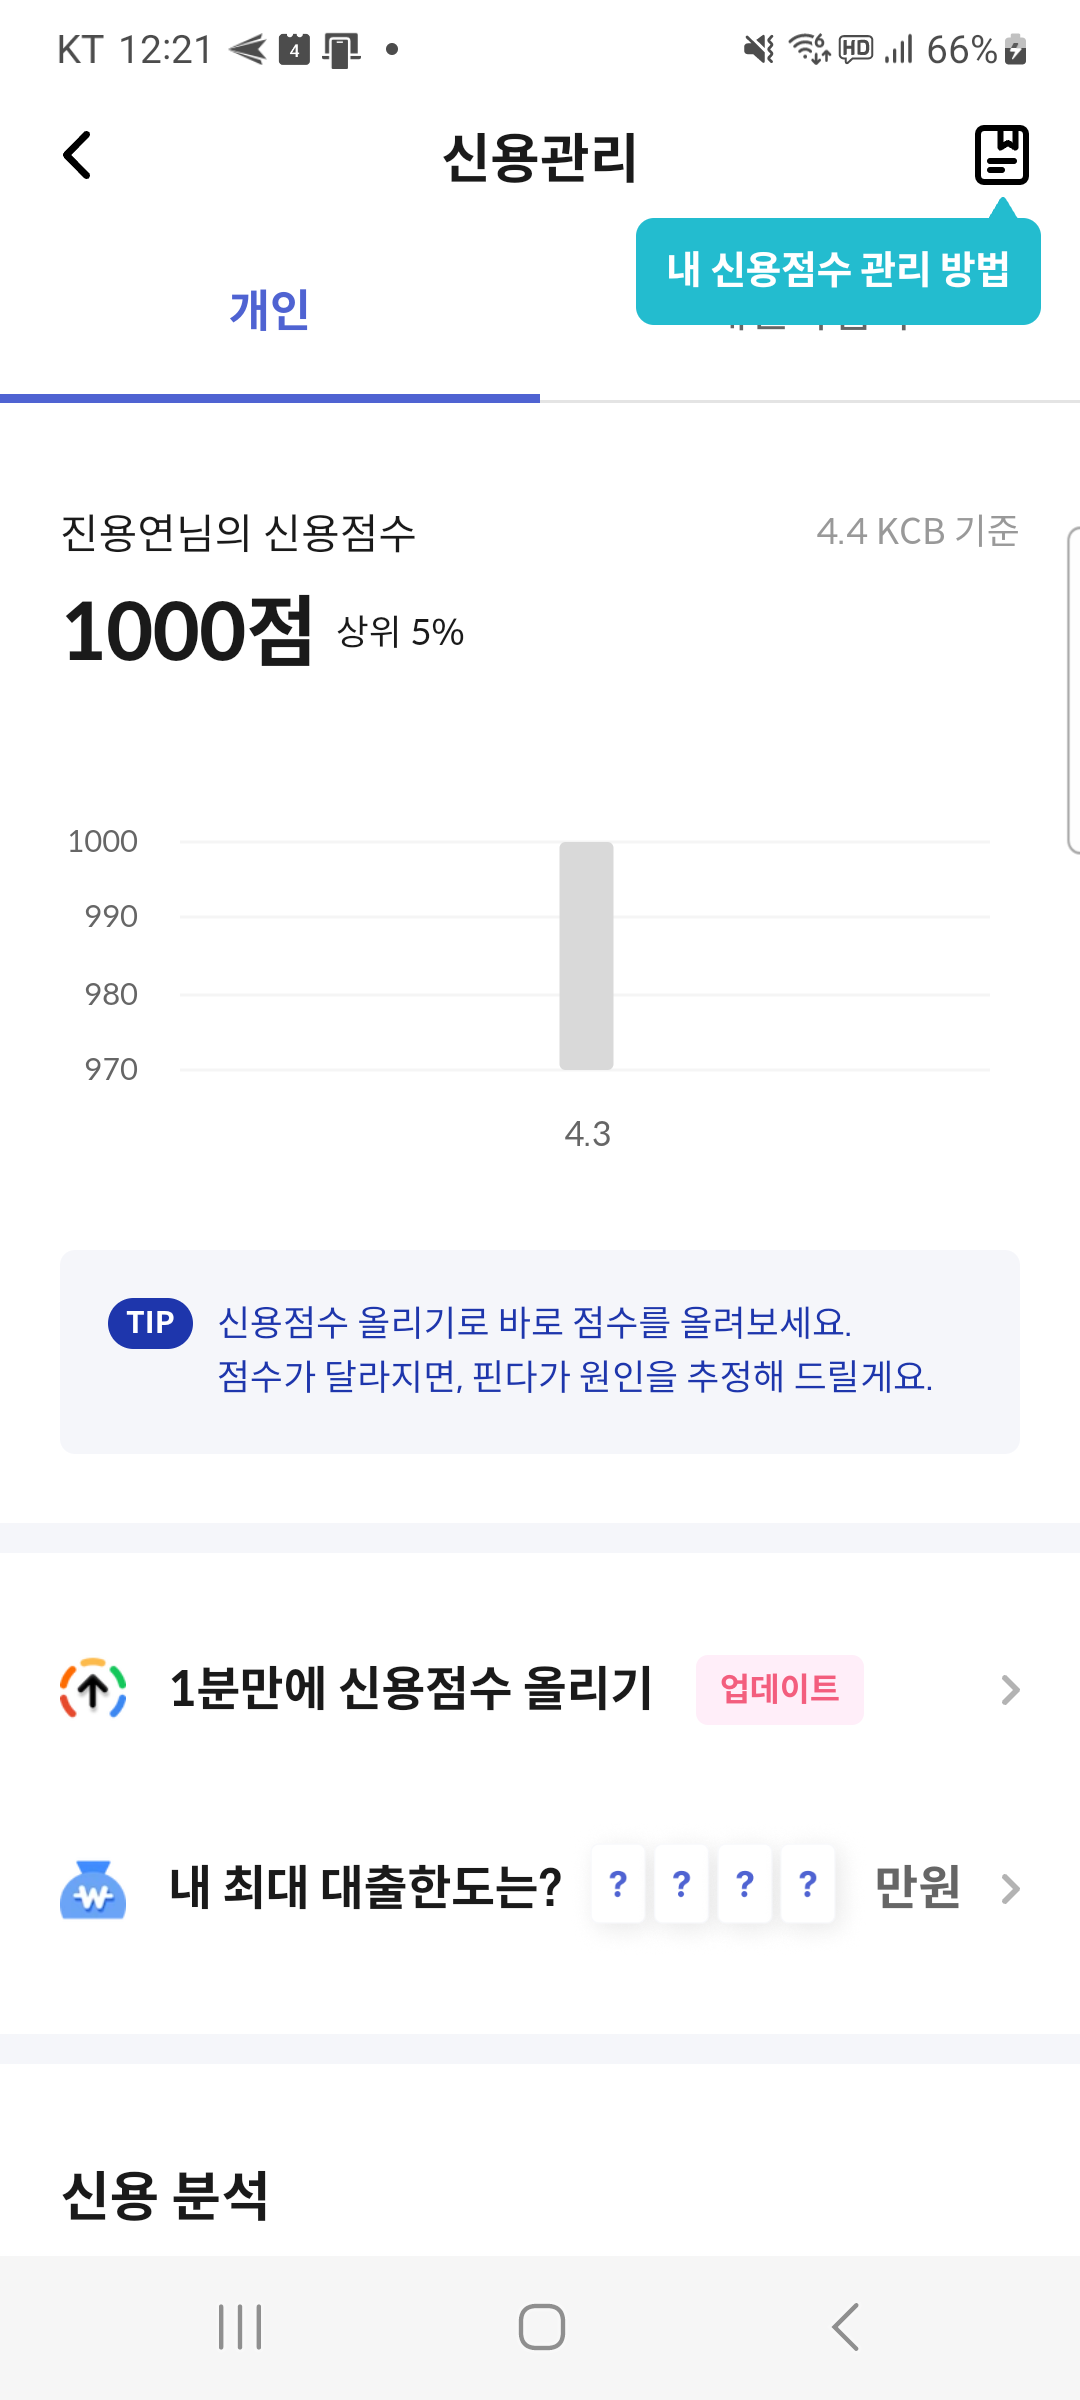 KT 12:21
4
HD
66%
신용관리
내 신용점수 관리 방법
개인
진용연님의 신용점수
4.4 KCB 기준
1000점 상위 5%
1000
990
980
970
4.3
TIP 신용점수 올리기로 바로 점수를 올려보세요.
점수가 달라지면, 핀다가 원인을 추정해 드릴게요.
1분만에 신용점수 올리기 업데이트
내 최대 대출한도는? ? ? ? ? 만원
신용 분석